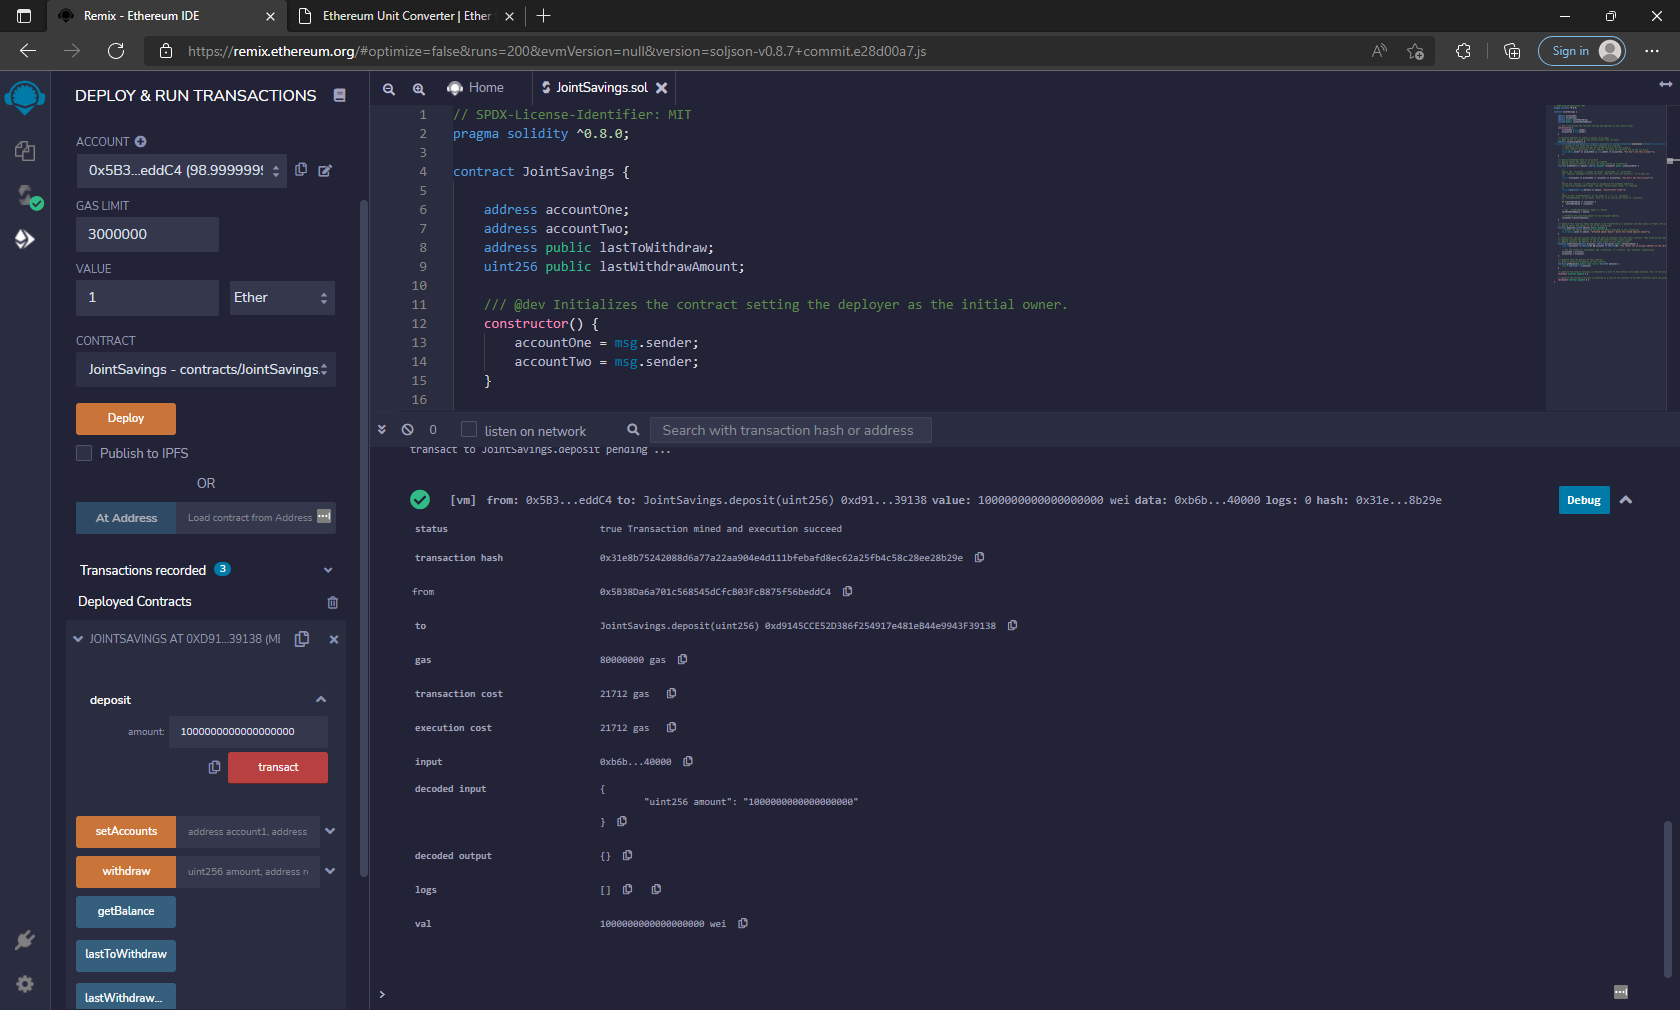 Remix - Ethereum IDE
Ethereum Unit Converter | Ether
https://remix.ethereum.org/#optimize=false&runs=200&evmVersion=null&version=soljson-v0.8.7+commit.e28d00a7.js
Sign in
DEPLOY & RUN TRANSACTIONS
ACCOUNT
0x5B3...eddC4 (98.9999999
GAS LIMIT
3000000
VALUE
1
Ether
CONTRACT
JointSavings - contracts/JointSavings.
Deploy
Publish to IPFS
OR
At Address
Load contract from Address
Transactions recorded 3
Deployed Contracts
JOINTSAVINGS AT 0XD91...39138 (ME
deposit
amount: 1000000000000000000
transact
setAccounts
address account1, address
withdraw
uint256 amount, address r
getBalance
lastToWithdraw
lastWithdraw...
Home
JointSavings.sol
1 // SPDX-License-Identifier: MIT
2 pragma solidity ^0.8.0;
3
4 contract JointSavings {
5
6 address accountOne;
7 address accountTwo;
8 address public lastToWithdraw;
9 uint256 public lastWithdrawAmount;
10
11 /// @dev Initializes the contract setting the deployer as the initial owner.
12 constructor() {
13 accountOne = msg.sender;
14 accountTwo = msg.sender;
15 }
16
0
listen on network
Search with transaction hash or address
transact to JointSavings.deposit pending ...
[vm] from: 0x5B3...eddC4 to: JointSavings.deposit(uint256) 0xd91...39138 value: 1000000000000000000 wei data: 0xb6b...40000 logs: 0 hash: 0x31e...8b29e
Debug
status true Transaction mined and execution succeed
transaction hash 0x31e8b75242088d6a77a22aa904e4d111bfebafd8ec62a25fb4c58c28ee28b29e
from 0x5B38Da6a701c568545dCfcB03FcB875f56beddC4
to JointSavings.deposit(uint256) 0xd9145CCE52D386f254917e481eB44e9943F39138
gas 80000000 gas
transaction cost 21712 gas
execution cost 21712 gas
input 0xb6b...40000
decoded input {
"uint256 amount": "1000000000000000000"
}
decoded output {}
logs []
val 1000000000000000000 wei
>